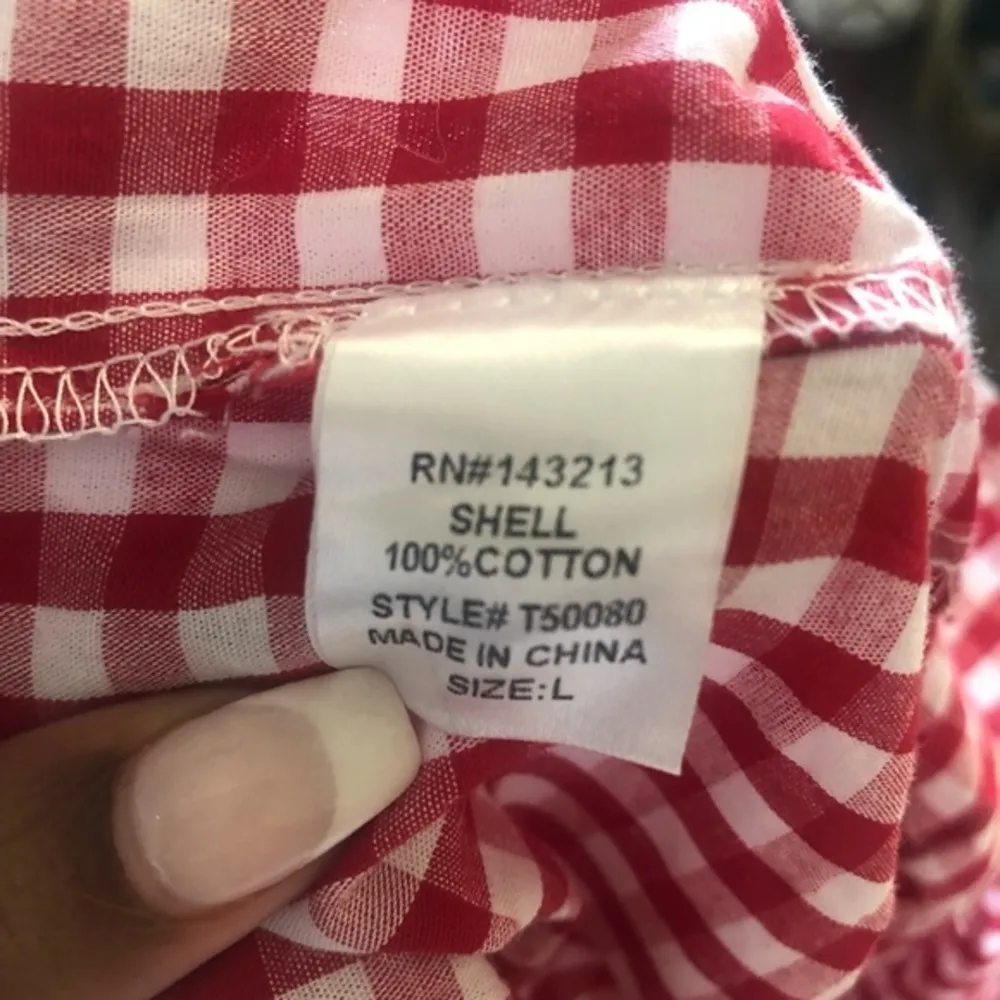 RN#143213
SHELL
100%COTTON
STYLE# T50080
MADE IN CHINA
SIZE:L